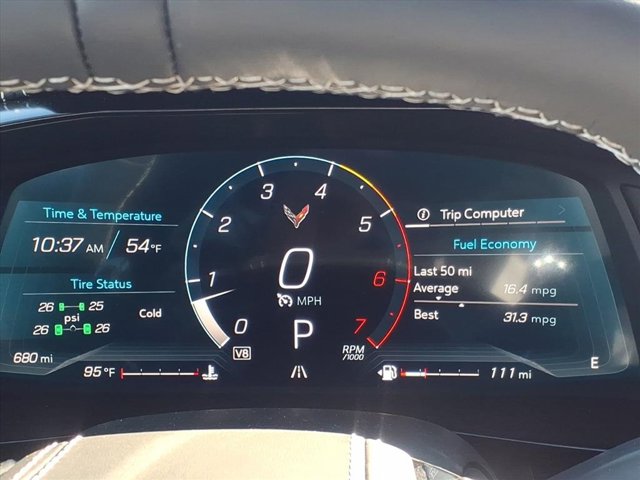 Time & Temperature
10:37 AM / 54°F
Tire Status
26 25
psi
26 26
Cold
680 mi
95°F
0 1 2 3 4 5 6 7
0
MPH
P
V8
RPM
/1000
Trip Computer
Fuel Economy
Last 50 mi
Average 16.4 mpg
Best 31.3 mpg
E
111 mi